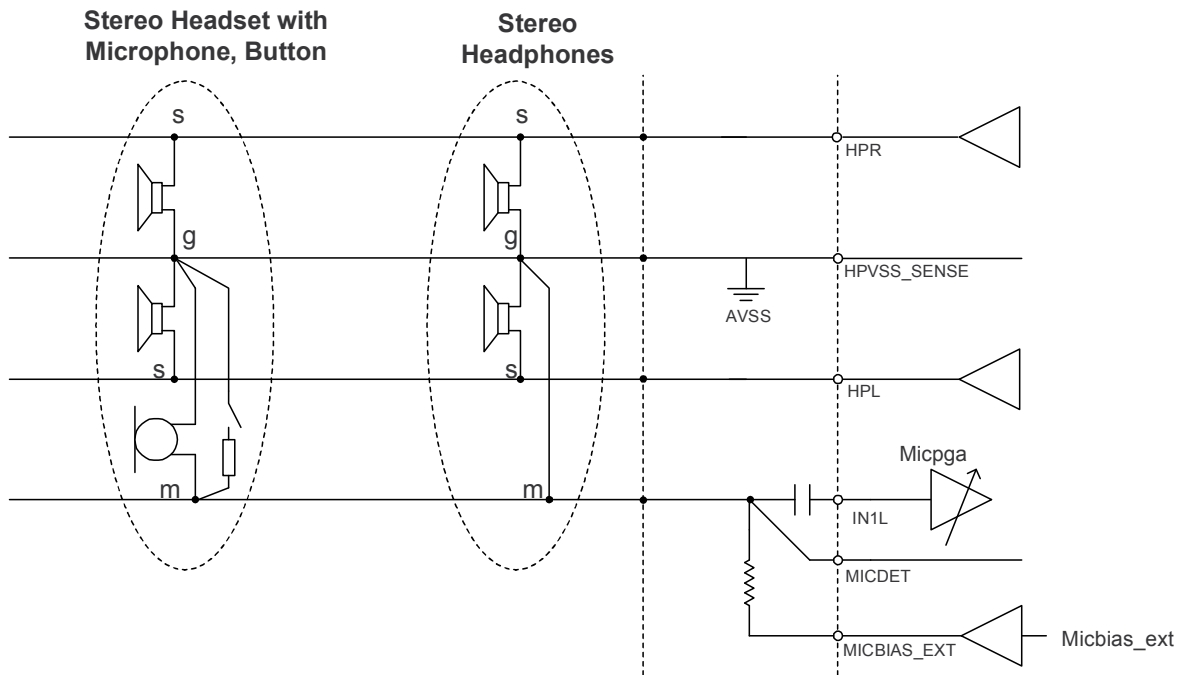 Stereo Headset with
Microphone, Button
Stereo
Headphones
s
s
HPR
g
g
HPVSS_SENSE
AVSS
s
s
HPL
Micpga
m
m
IN1L
MICDET
MICBIAS_EXT
Micbias_ext